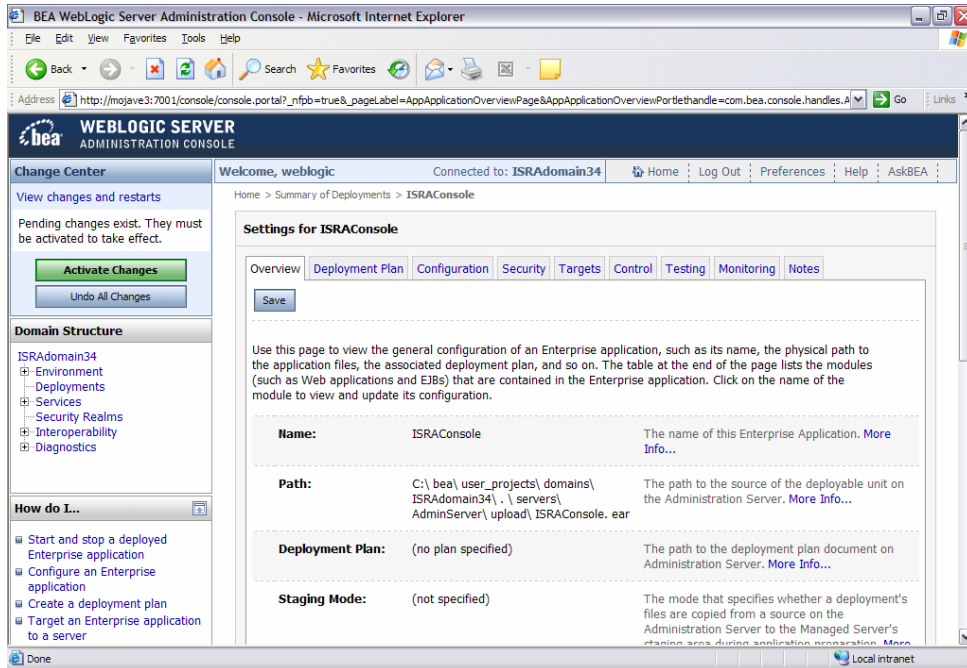 BEA WebLogic Server Administration Console - Microsoft Internet Explorer
File Edit View Favorites Tools Help
Back Search Favorites
Address http://mojave3:7001/console/console.portal?_nfpb=true&_pageLabel=AppApplicationOverviewPage&AppApplicationOverviewPortlethandle=com.bea.console.handles.A Go Links
bea WEBLOGIC SERVER
ADMINISTRATION CONSOLE
Change Center
View changes and restarts
Pending changes exist. They must
be activated to take effect.
Activate Changes
Undo All Changes
Domain Structure
ISRAdomain34
Environment
Deployments
Services
Security Realms
Interoperability
Diagnostics
How do I...
Start and stop a deployed
Enterprise application
Configure an Enterprise
application
Create a deployment plan
Target an Enterprise application
to a server
Welcome, weblogic Connected to: ISRAdomain34 Home Log Out Preferences Help AskBEA
Home > Summary of Deployments > ISRAConsole
Settings for ISRAConsole
Overview Deployment Plan Configuration Security Targets Control Testing Monitoring Notes
Save
Use this page to view the general configuration of an Enterprise application, such as its name, the physical path to
the application files, the associated deployment plan, and so on. The table at the end of the page lists the modules
(such as Web applications and EJBs) that are contained in the Enterprise application. Click on the name of the
module to view and update its configuration.
Name: ISRAConsole The name of this Enterprise Application. More
Info...
Path: C:\ bea\ user_projects\ domains\ The path to the source of the deployable unit on
ISRAdomain34\ . \ servers\ the Administration Server. More Info...
AdminServer\ upload\ ISRAConsole. ear
Deployment Plan: (no plan specified) The path to the deployment plan document on
Administration Server. More Info...
Staging Mode: (not specified) The mode that specifies whether a deployment's
files are copied from a source on the
Administration Server to the Managed Server's
staging area during application preparation. More
Done Local intranet